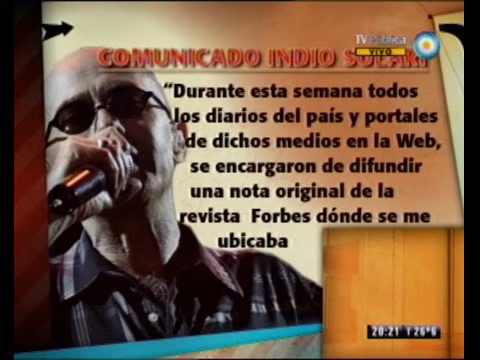 TV Pública
VIVO
COMUNICADO INDIO SOLARI
“Durante esta semana todos
los diarios del país y portales
de dichos medios en la Web,
se encargaron de difundir
una nota original de la
revista Forbes dónde se me
ubicaba
20:21 T 26°6